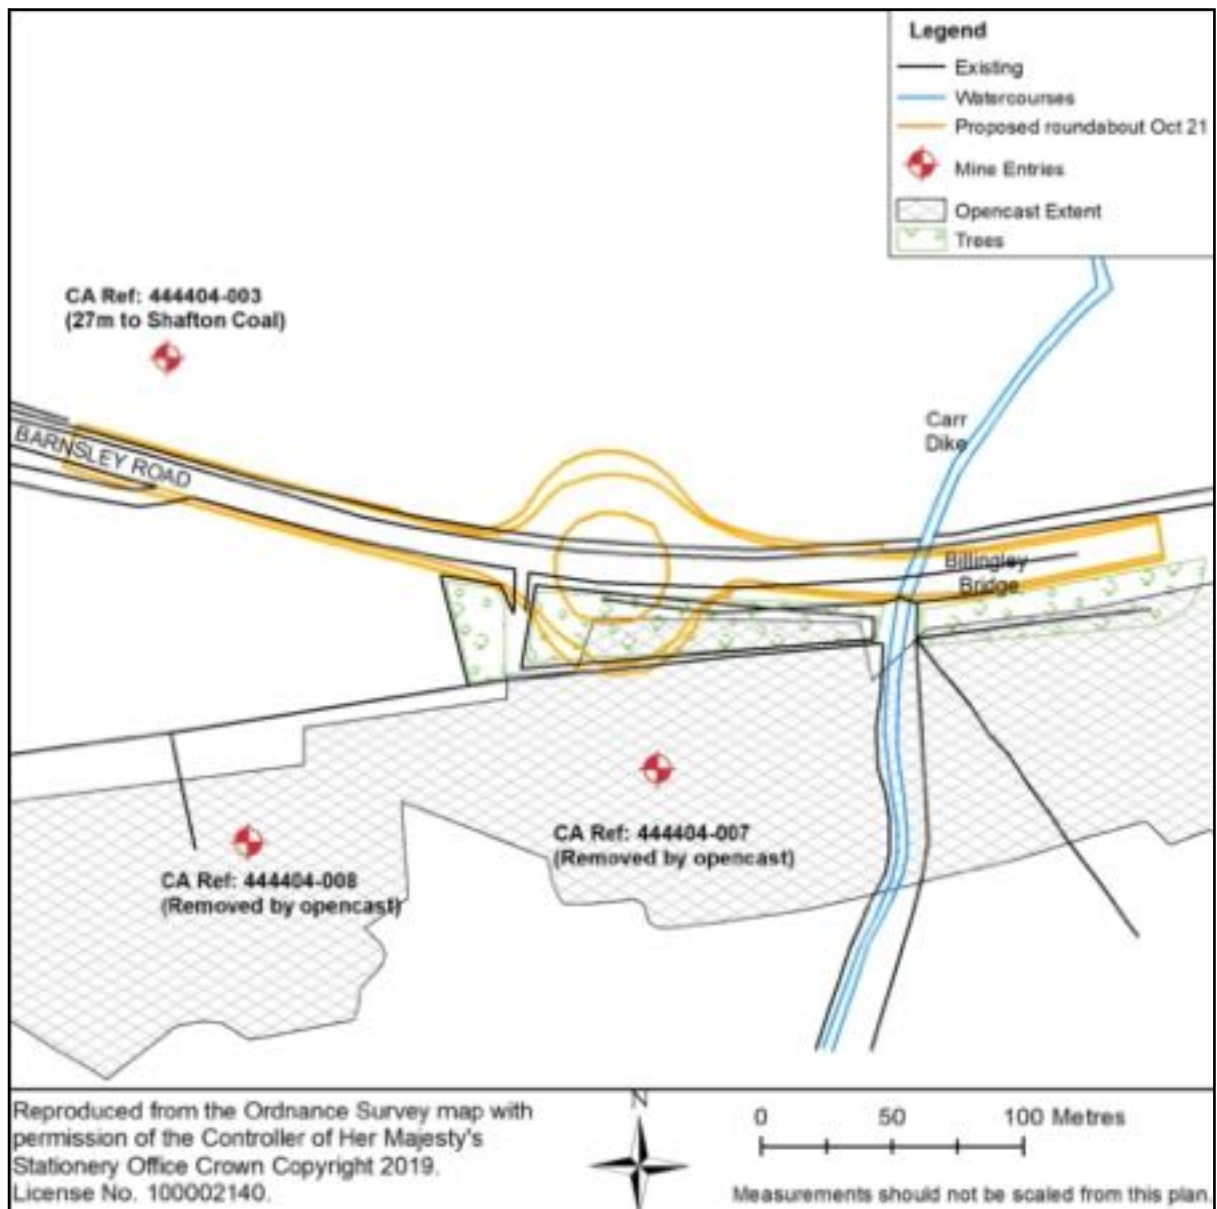 Legend
Existing
Watercourses
Proposed roundabout Oct 21
Mine Entries
Opencast Extent
Trees
CA Ref: 444404-003
(27m to Shafton Coal)
BARNSLEY ROAD
Carr
Dike
Billingley
Bridge
CA Ref: 444404-007
(Removed by opencast)
CA Ref: 444404-008
(Removed by opencast)
Reproduced from the Ordnance Survey map with
permission of the Controller of Her Majesty's
Stationery Office Crown Copyright 2019.
License No. 100002140.
N
0 50 100 Metres
Measurements should not be scaled from this plan.